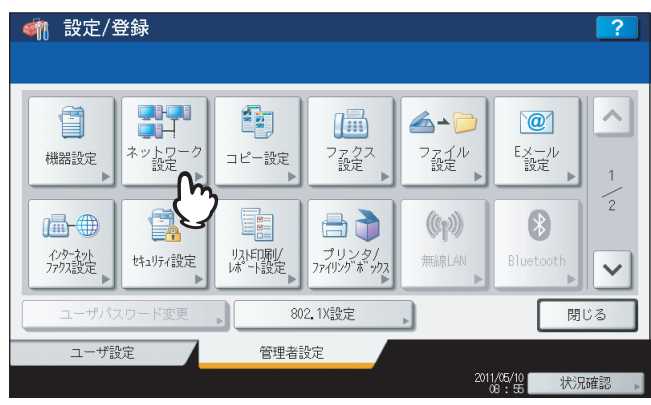 設定/登録
?
機器設定
ネットワーク
設定
コピー設定
ファクス
設定
ファイル
設定
@
Eメール
設定
1
/
2
インターネット
ファクス設定
セキュリティ設定
リスト印刷/
レポート設定
プリンタ/
ファイリングボックス
無線LAN
Bluetooth
ユーザパスワード変更
802.1X設定
閉じる
ユーザ設定
管理者設定
2011/05/10
08:55
状況確認